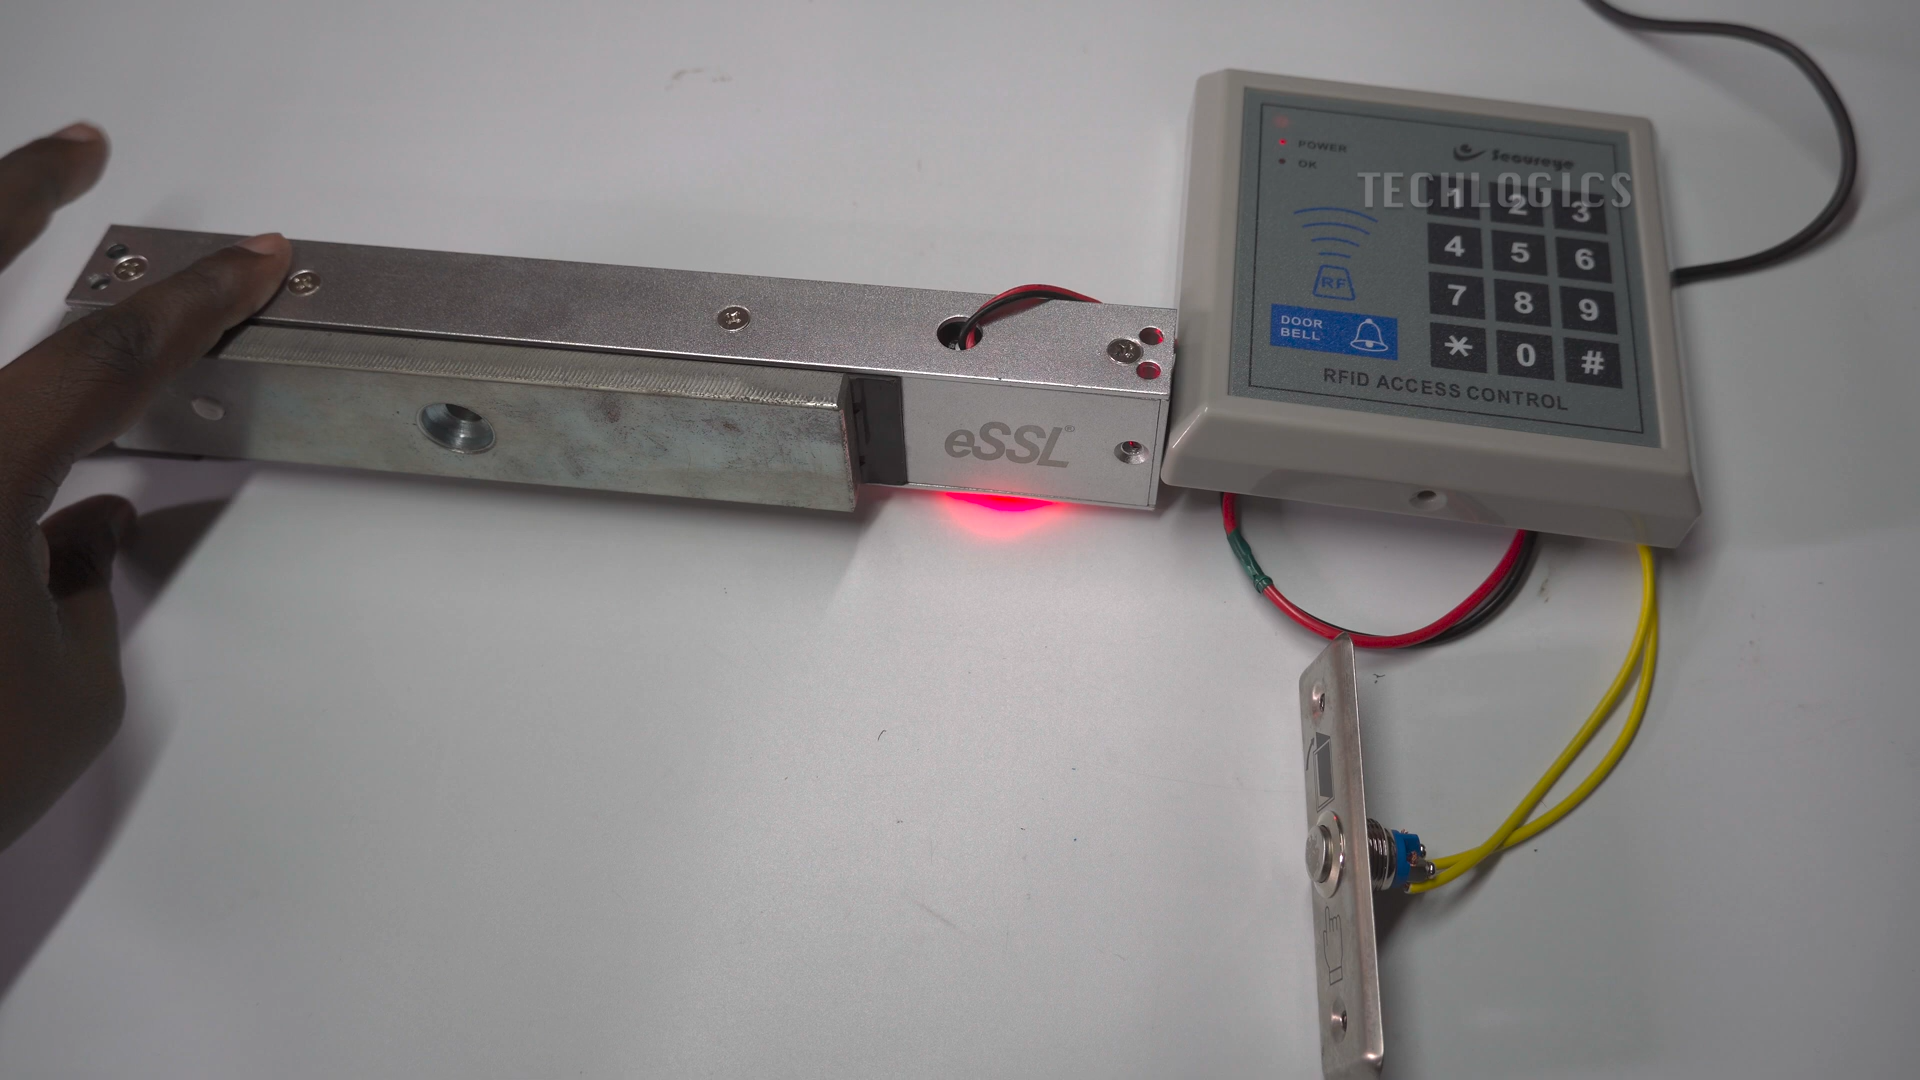 POWER
OK
Secureye
TECHLOGICS
1 2 3
4 5 6
7 8 9
* 0 #
RF
DOOR
BELL
RFID ACCESS CONTROL
eSSL®